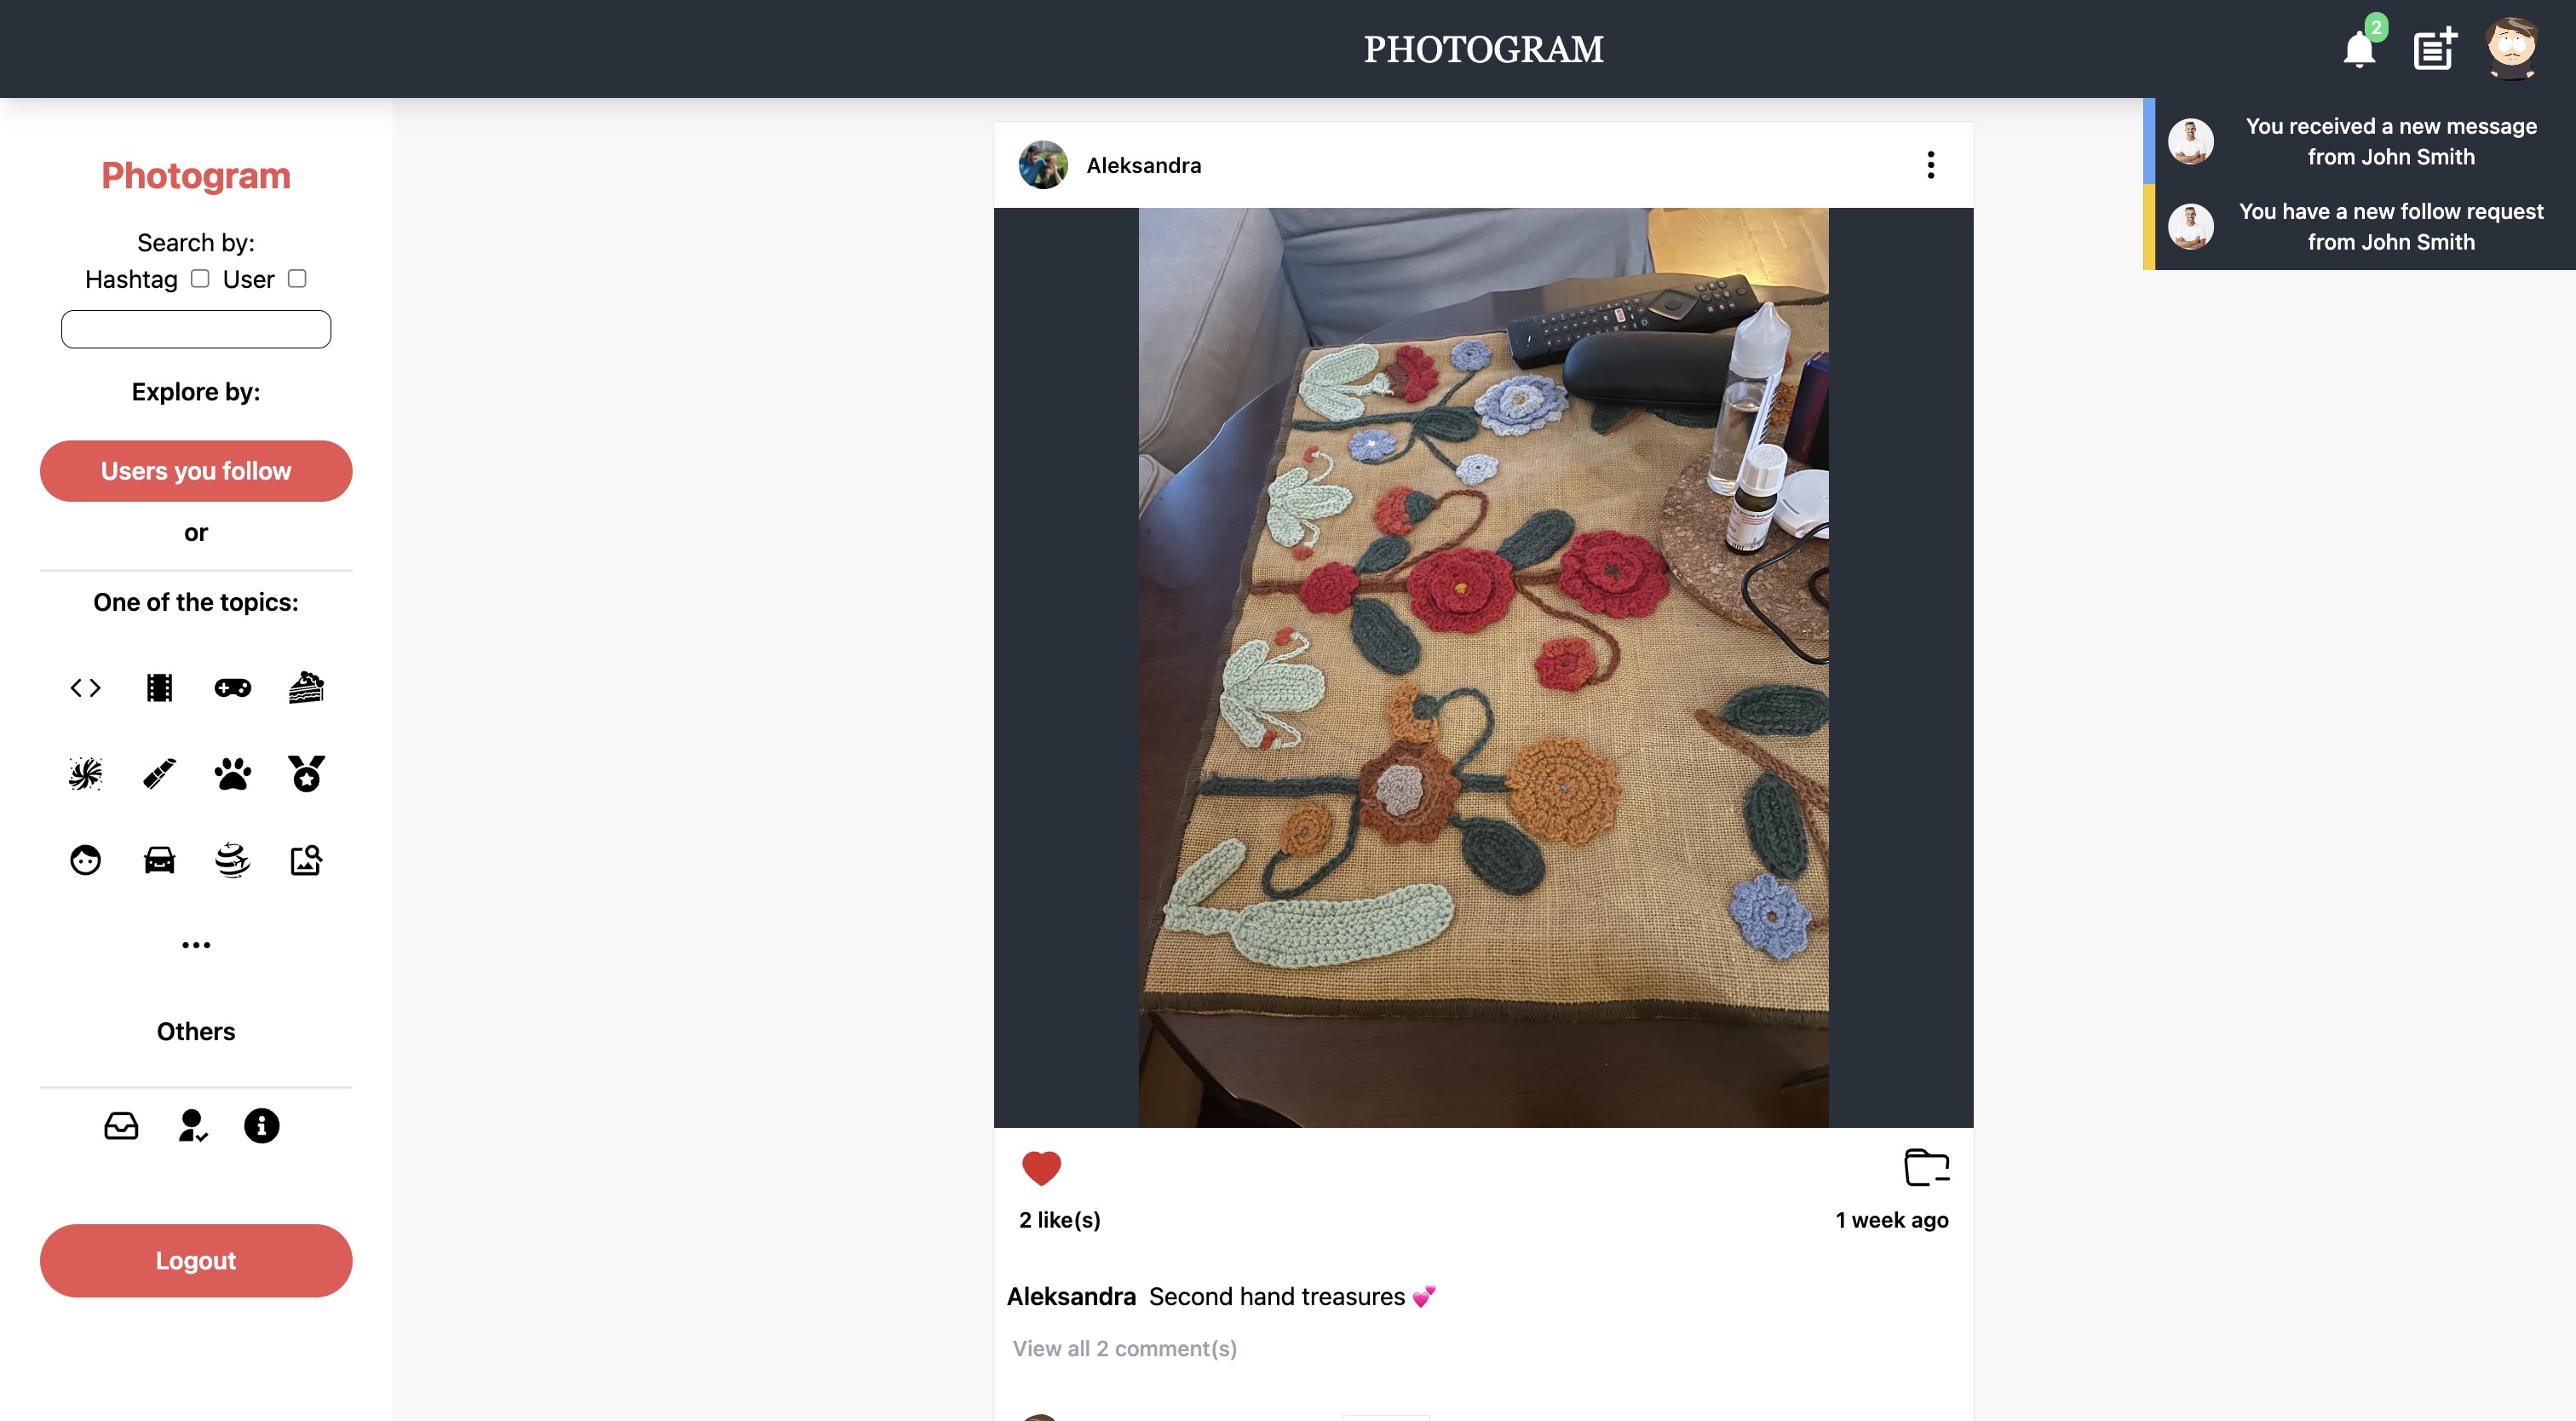 PHOTOGRAM
2
You received a new message
from John Smith
You have a new follow request
from John Smith
Photogram
Search by:
Hashtag User
Explore by:
Users you follow
or
One of the topics:
...
Others
Logout
Aleksandra
2 like(s)
1 week ago
Aleksandra Second hand treasures 💕
View all 2 comment(s)